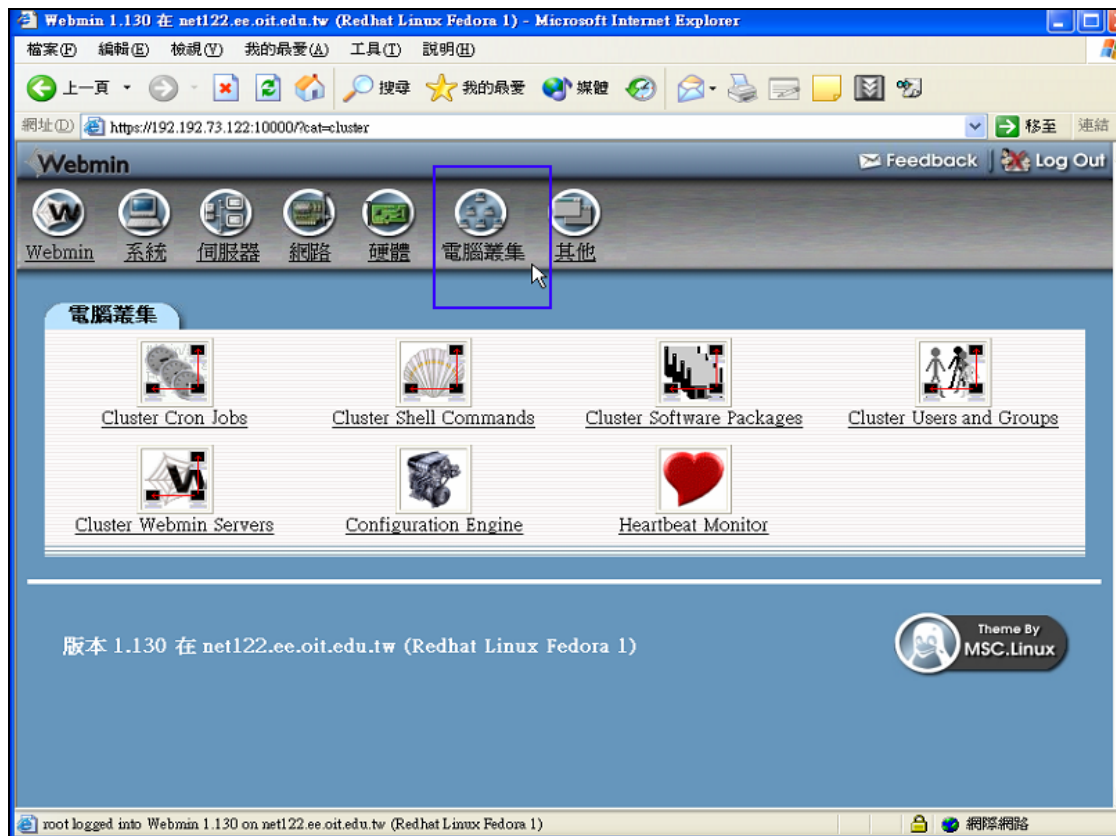 Webmin 1.130 在 net122.ee.oit.edu.tw (Redhat Linux Fedora 1) - Microsoft Internet Explorer
檔案(F) 編輯(E) 檢視(V) 我的最愛(A) 工具(T) 說明(H)
上一頁 搜尋 我的最愛 媒體
網址(D) https://192.192.73.122:10000/?cat=cluster 移至 連結
Webmin Feedback Log Out
Webmin 系統 伺服器 網路 硬體 電腦叢集 其他
電腦叢集
Cluster Cron Jobs Cluster Shell Commands Cluster Software Packages Cluster Users and Groups
Cluster Webmin Servers Configuration Engine Heartbeat Monitor
版本 1.130 在 net122.ee.oit.edu.tw (Redhat Linux Fedora 1)
Theme By
MSC.Linux
root logged into Webmin 1.130 on net122.ee.oit.edu.tw (Redhat Linux Fedora 1) 網際網路